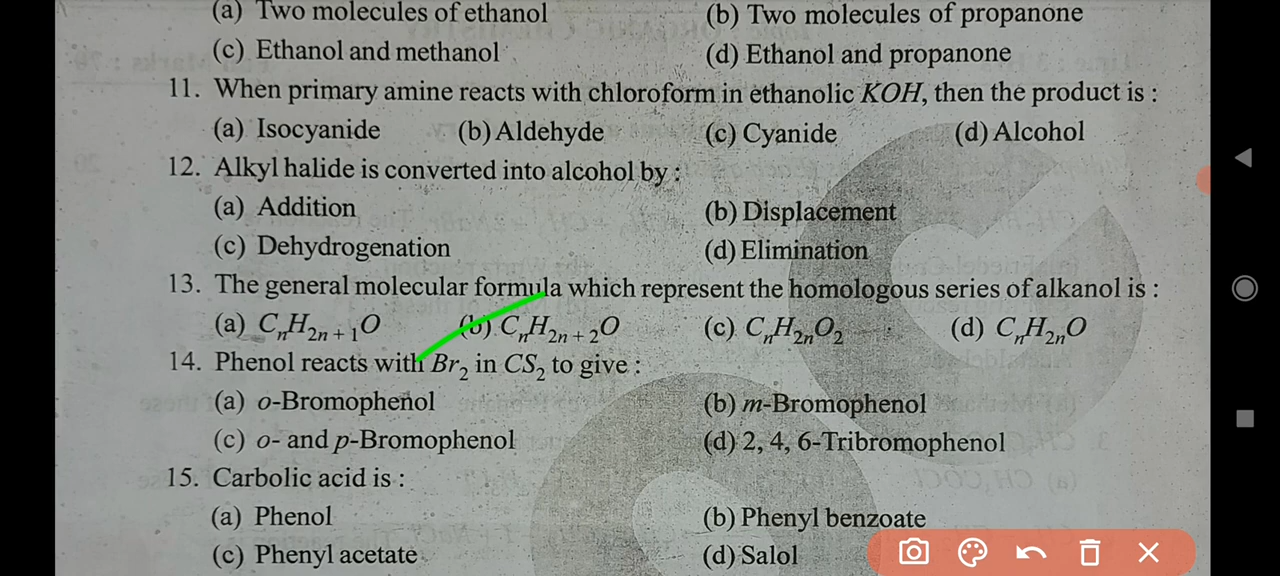 (a) Two molecules of ethanol (b) Two molecules of propanone
(c) Ethanol and methanol (d) Ethanol and propanone
11. When primary amine reacts with chloroform in ethanolic KOH, then the product is :
(a) Isocyanide (b) Aldehyde (c) Cyanide (d) Alcohol
12. Alkyl halide is converted into alcohol by :
(a) Addition (b) Displacement
(c) Dehydrogenation (d) Elimination
13. The general molecular formula which represent the homologous series of alkanol is :
(a) CₙH₂ₙ₊₁O (b) CₙH₂ₙ₊₂O (c) CₙH₂ₙO₂ (d) CₙH₂ₙO
14. Phenol reacts with Br₂ in CS₂ to give :
(a) o-Bromophenol (b) m-Bromophenol
(c) o- and p-Bromophenol (d) 2, 4, 6-Tribromophenol
15. Carbolic acid is :
(a) Phenol (b) Phenyl benzoate
(c) Phenyl acetate (d) Salol